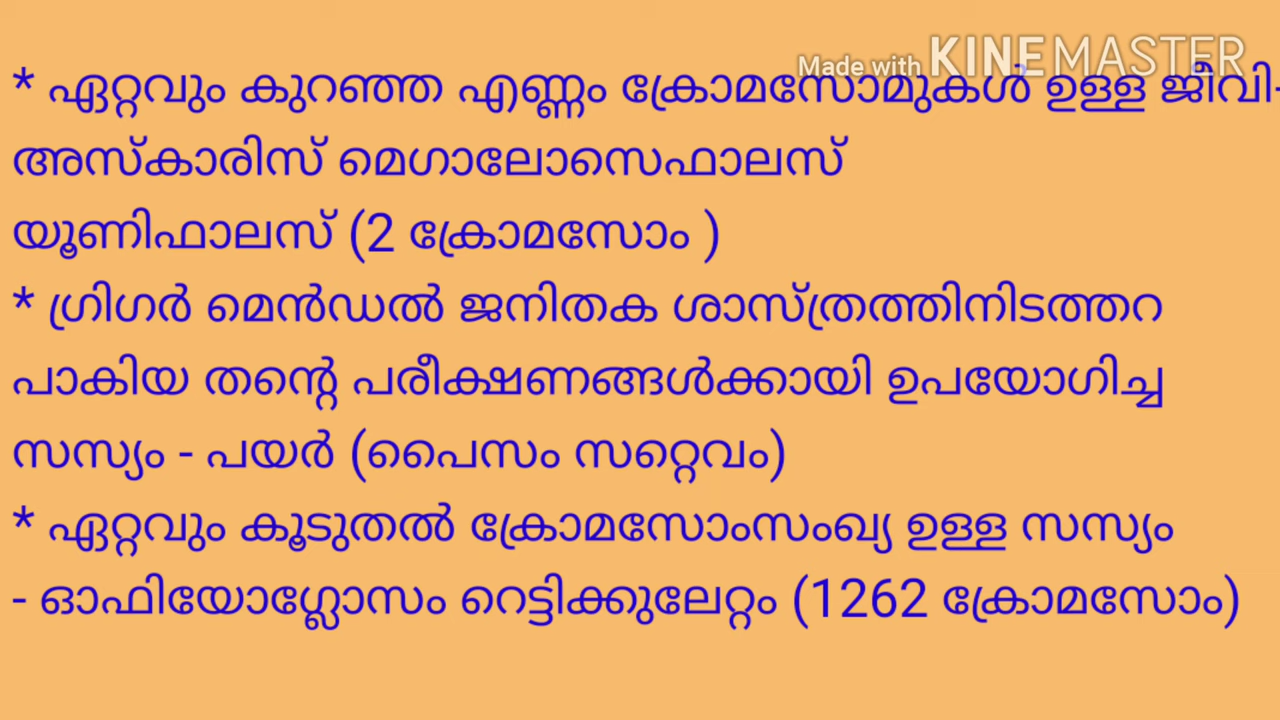 Made with KINEMASTER
* ഏറ്റവും കുറഞ്ഞ എണ്ണം ക്രോമസോമുകൾ ഉള്ള ജീവി-
അസ്കാരിസ് മെഗാലോസെഫാലസ്
യൂണിഫാലസ് (2 ക്രോമസോം )
* ഗ്രിഗർ മെൻഡൽ ജനിതക ശാസ്ത്രത്തിനിടത്തറ
പാകിയ തന്റെ പരീക്ഷണങ്ങൾക്കായി ഉപയോഗിച്ച
സസ്യം - പയർ (പൈസം സറ്റെവം)
* ഏറ്റവും കൂടുതൽ ക്രോമസോംസംഖ്യ ഉള്ള സസ്യം
- ഓഫിയോഗ്ലോസം റെട്ടിക്കുലേറ്റം (1262 ക്രോമസോം)